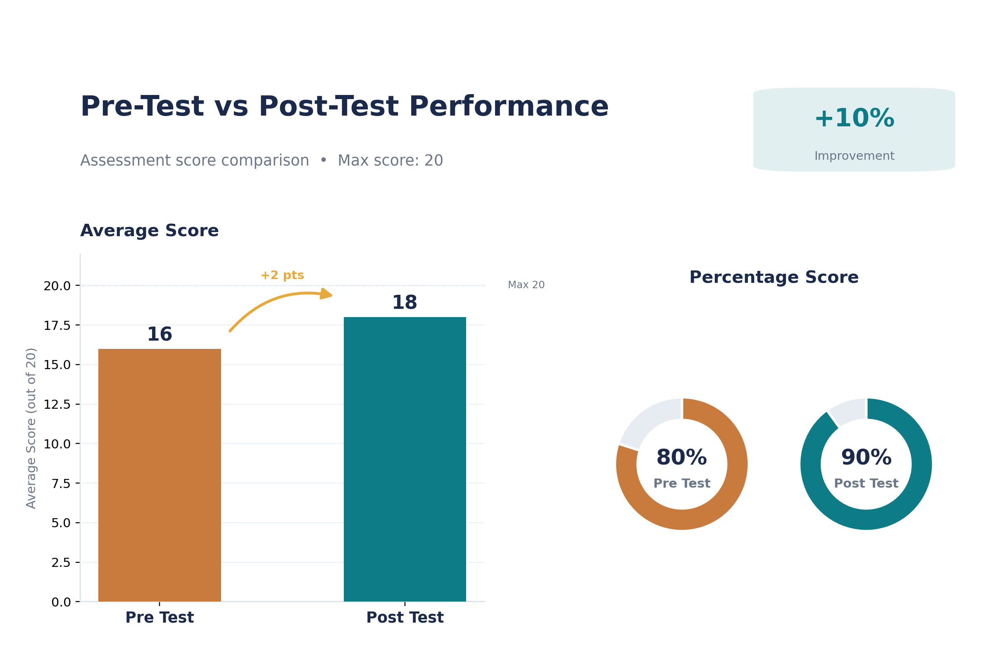 Pre-Test vs Post-Test Performance
Assessment score comparison • Max score: 20
+10%
Improvement
Average Score
+2 pts
Max 20
16
18
Average Score (out of 20)
20.0
17.5
15.0
12.5
10.0
7.5
5.0
2.5
0.0
Pre Test
Post Test
Percentage Score
80%
Pre Test
90%
Post Test